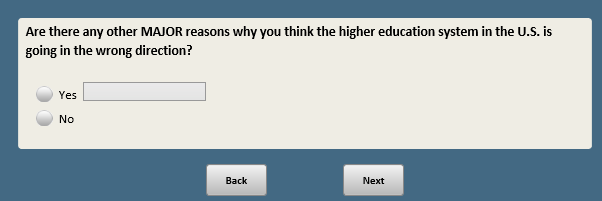 Are there any other MAJOR reasons why you think the higher education system in the U.S. is
going in the wrong direction?
Yes
No
Back Next